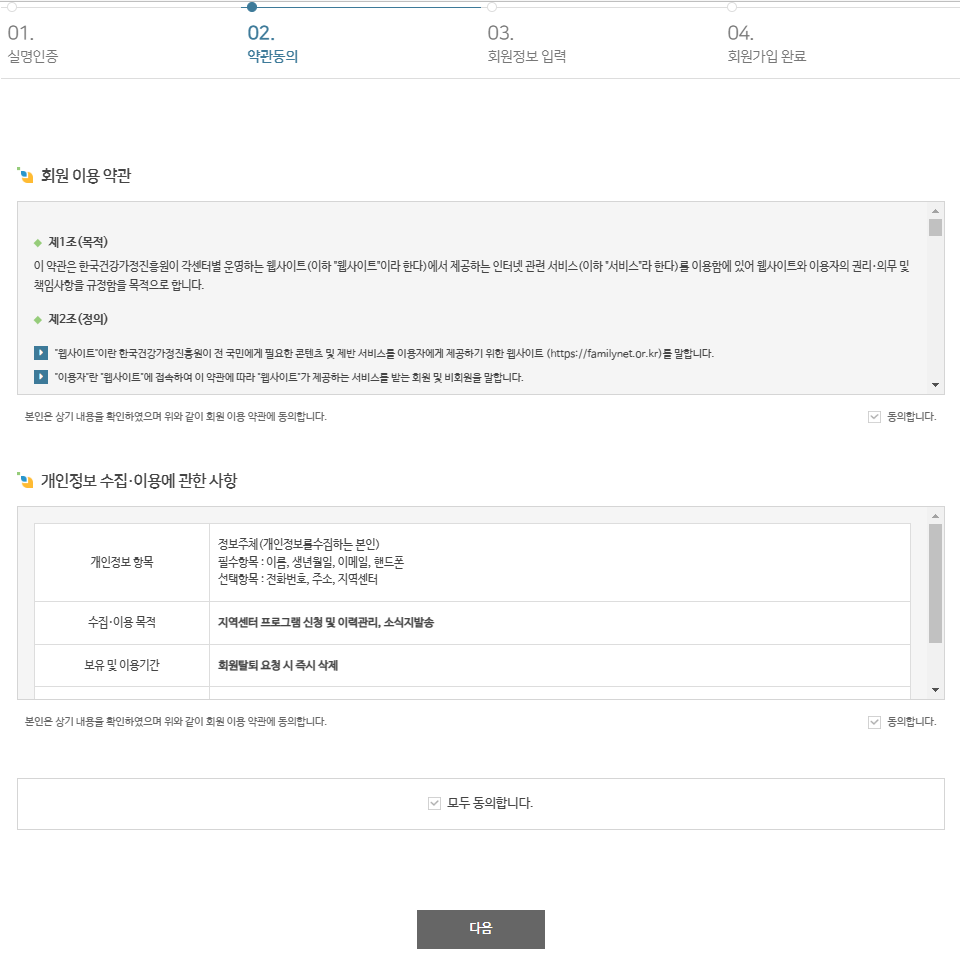 01.
실명인증
02.
약관동의
03.
회원정보 입력
04.
회원가입 완료
회원 이용 약관
제1조(목적)
이 약관은 한국건강가정진흥원이 각센터별 운영하는 웹사이트(이하 "웹사이트"이라 한다)에서 제공하는 인터넷 관련 서비스(이하 "서비스"라 한다)를 이용함에 있어 웹사이트와 이용자의 권리·의무 및
책임사항을 규정함을 목적으로 합니다.
제2조(정의)
"웹사이트"이란 한국건강가정진흥원이 전 국민에게 필요한 콘텐츠 및 제반 서비스를 이용자에게 제공하기 위한 웹사이트 (https://familynet.or.kr)를 말합니다.
"이용자"란 "웹사이트"에 접속하여 이 약관에 따라 "웹사이트"가 제공하는 서비스를 받는 회원 및 비회원을 말합니다.
본인은 상기 내용을 확인하였으며 위와 같이 회원 이용 약관에 동의합니다.
동의합니다.
개인정보 수집·이용에 관한 사항
개인정보 항목
정보주체(개인정보를수집하는 본인)
필수항목 : 이름, 생년월일, 이메일, 핸드폰
선택항목 : 전화번호, 주소, 지역센터
수집·이용 목적
지역센터 프로그램 신청 및 이력관리, 소식지발송
보유 및 이용기간
회원탈퇴 요청 시 즉시 삭제
본인은 상기 내용을 확인하였으며 위와 같이 회원 이용 약관에 동의합니다.
동의합니다.
모두 동의합니다.
다음